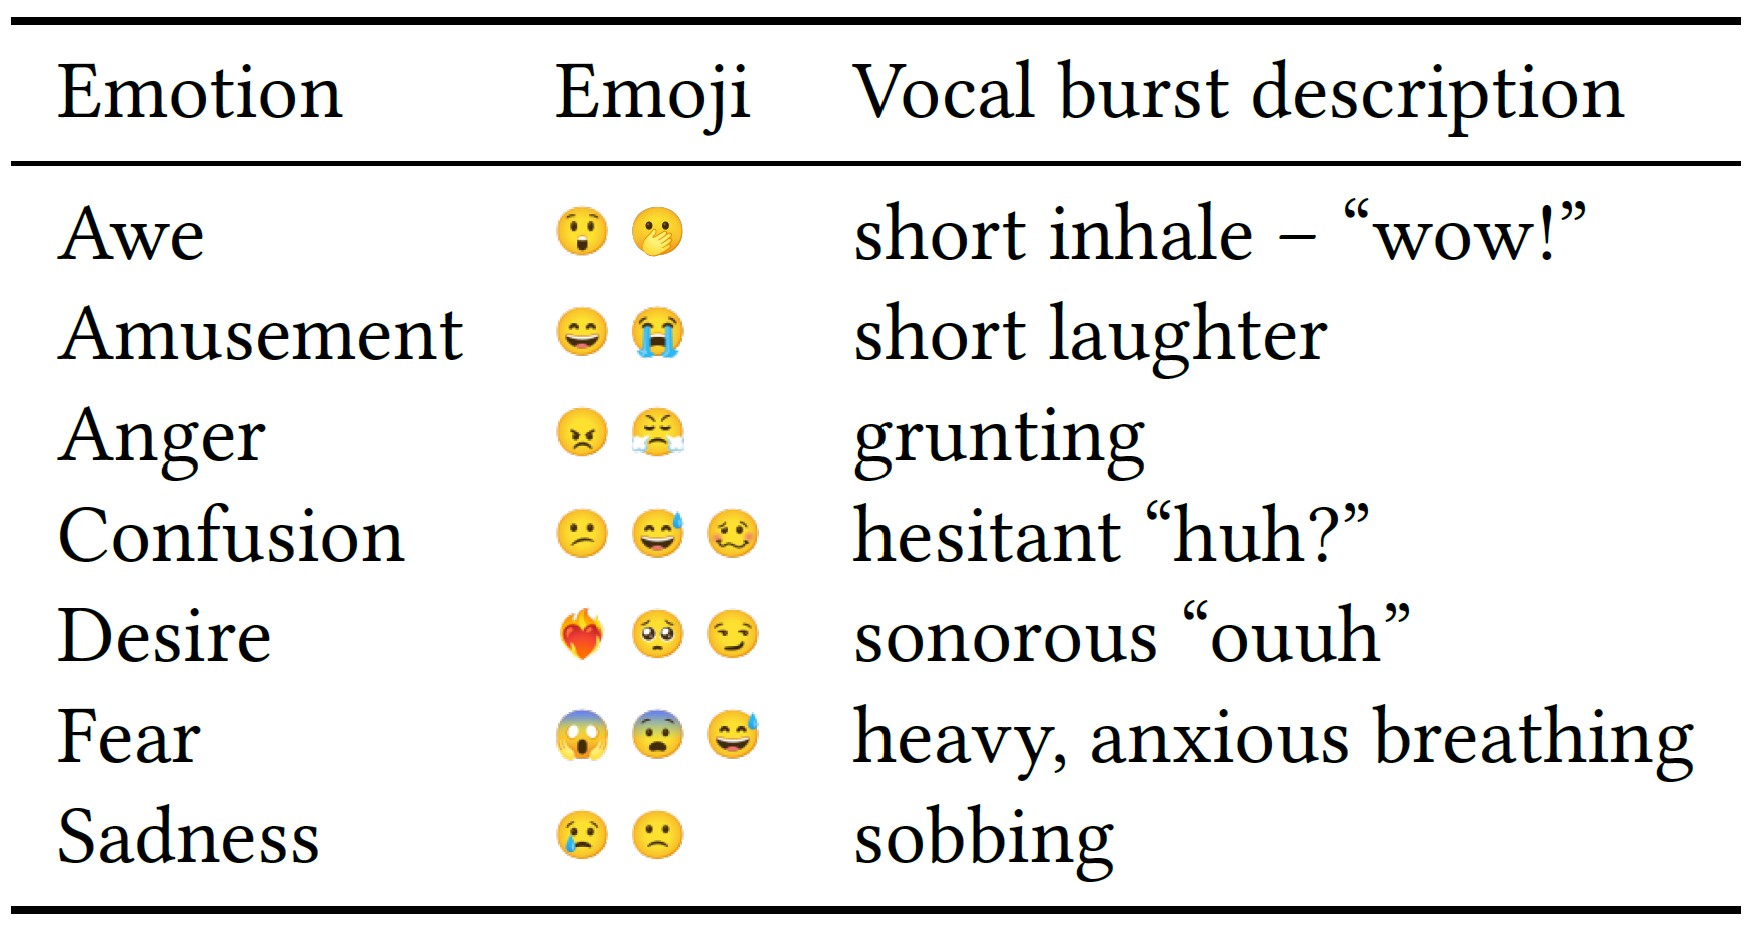 Emotion Emoji Vocal burst description
Awe 😲 🫢 short inhale – “wow!”
Amusement 😄 😭 short laughter
Anger 😠 😤 grunting
Confusion 😕 😅 🥴 hesitant “huh?”
Desire ❤️‍🔥 🥺 😏 sonorous “ouuh”
Fear 😱 😨 😅 heavy, anxious breathing
Sadness 😢 🙁 sobbing